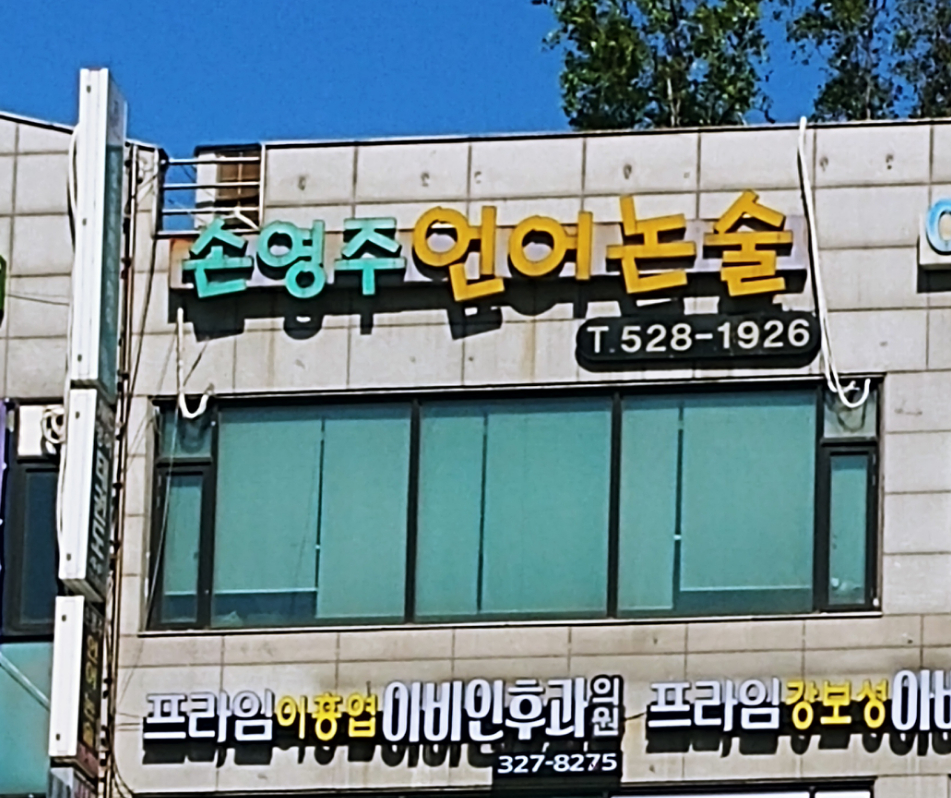 손영주 언어논술
T.528-1926
프라임이흥엽이비인후과의원
327-8275
프라임강보성이비